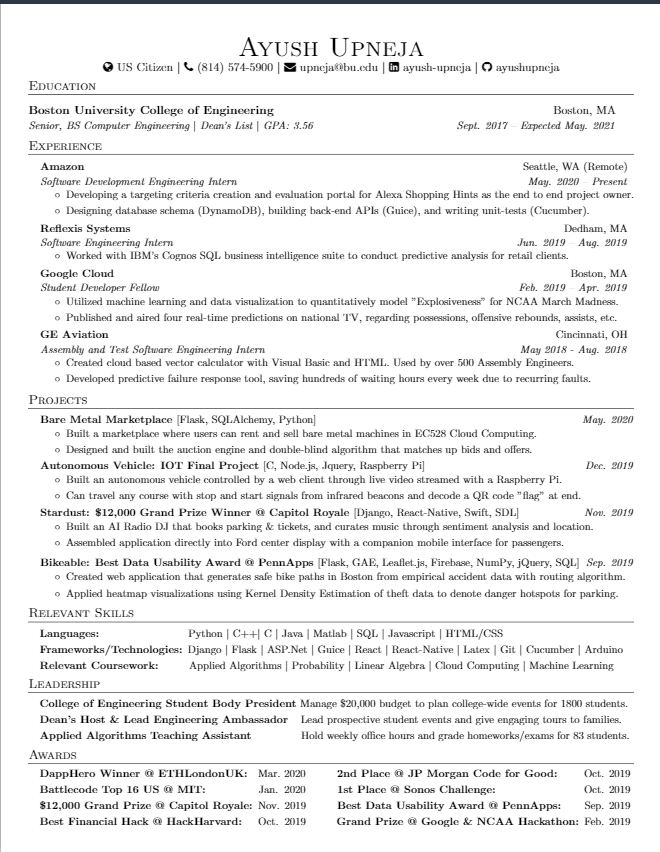 Ayush Upneja
US Citizen | (814) 574-5900 | upneja@bu.edu | ayush-upneja | ayushupneja
Education
Boston University College of Engineering Boston, MA
Senior, BS Computer Engineering | Dean's List | GPA: 3.56 Sept. 2017 – Expected May. 2021
Experience
Amazon Seattle, WA (Remote)
Software Development Engineering Intern May. 2020 – Present
◦ Developing a targeting criteria creation and evaluation portal for Alexa Shopping Hints as the end to end project owner.
◦ Designing database schema (DynamoDB), building back-end APIs (Guice), and writing unit-tests (Cucumber).
Reflexis Systems Dedham, MA
Software Engineering Intern Jun. 2019 – Aug. 2019
◦ Worked with IBM's Cognos SQL business intelligence suite to conduct predictive analysis for retail clients.
Google Cloud Boston, MA
Student Developer Fellow Feb. 2019 – Apr. 2019
◦ Utilized machine learning and data visualization to quantitatively model "Explosiveness" for NCAA March Madness.
◦ Published and aired four real-time predictions on national TV, regarding possessions, offensive rebounds, assists, etc.
GE Aviation Cincinnati, OH
Assembly and Test Software Engineering Intern May 2018 - Aug. 2018
◦ Created cloud based vector calculator with Visual Basic and HTML. Used by over 500 Assembly Engineers.
◦ Developed predictive failure response tool, saving hundreds of waiting hours every week due to recurring faults.
Projects
Bare Metal Marketplace [Flask, SQLAlchemy, Python] May. 2020
◦ Built a marketplace where users can rent and sell bare metal machines in EC528 Cloud Computing.
◦ Designed and built the auction engine and double-blind algorithm that matches up bids and offers.
Autonomous Vehicle: IOT Final Project [C, Node.js, Jquery, Raspberry Pi] Dec. 2019
◦ Built an autonomous vehicle controlled by a web client through live video streamed with a Raspberry Pi.
◦ Can travel any course with stop and start signals from infrared beacons and decode a QR code "flag" at end.
Stardust: $12,000 Grand Prize Winner @ Capitol Royale [Django, React-Native, Swift, SDL] Nov. 2019
◦ Built an AI Radio DJ that books parking & tickets, and curates music through sentiment analysis and location.
◦ Assembled application directly into Ford center display with a companion mobile interface for passengers.
Bikeable: Best Data Usability Award @ PennApps [Flask, GAE, Leaflet.js, Firebase, NumPy, jQuery, SQL] Sep. 2019
◦ Created web application that generates safe bike paths in Boston from empirical accident data with routing algorithm.
◦ Applied heatmap visualizations using Kernel Density Estimation of theft data to denote danger hotspots for parking.
Relevant Skills
Languages: Python | C++| C | Java | Matlab | SQL | Javascript | HTML/CSS
Frameworks/Technologies: Django | Flask | ASP.Net | Guice | React | React-Native | Latex | Git | Cucumber | Arduino
Relevant Coursework: Applied Algorithms | Probability | Linear Algebra | Cloud Computing | Machine Learning
Leadership
College of Engineering Student Body President Manage $20,000 budget to plan college-wide events for 1800 students.
Dean's Host & Lead Engineering Ambassador Lead prospective student events and give engaging tours to families.
Applied Algorithms Teaching Assistant Hold weekly office hours and grade homeworks/exams for 83 students.
Awards
DappHero Winner @ ETHLondonUK: Mar. 2020 2nd Place @ JP Morgan Code for Good: Oct. 2019
Battlecode Top 16 US @ MIT: Jan. 2020 1st Place @ Sonos Challenge: Oct. 2019
$12,000 Grand Prize @ Capitol Royale: Nov. 2019 Best Data Usability Award @ PennApps: Sep. 2019
Best Financial Hack @ HackHarvard: Oct. 2019 Grand Prize @ Google & NCAA Hackathon: Feb. 2019